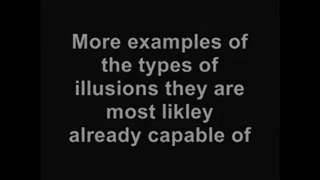 More examples of
the types of
illusions they are
most likley
already capable of